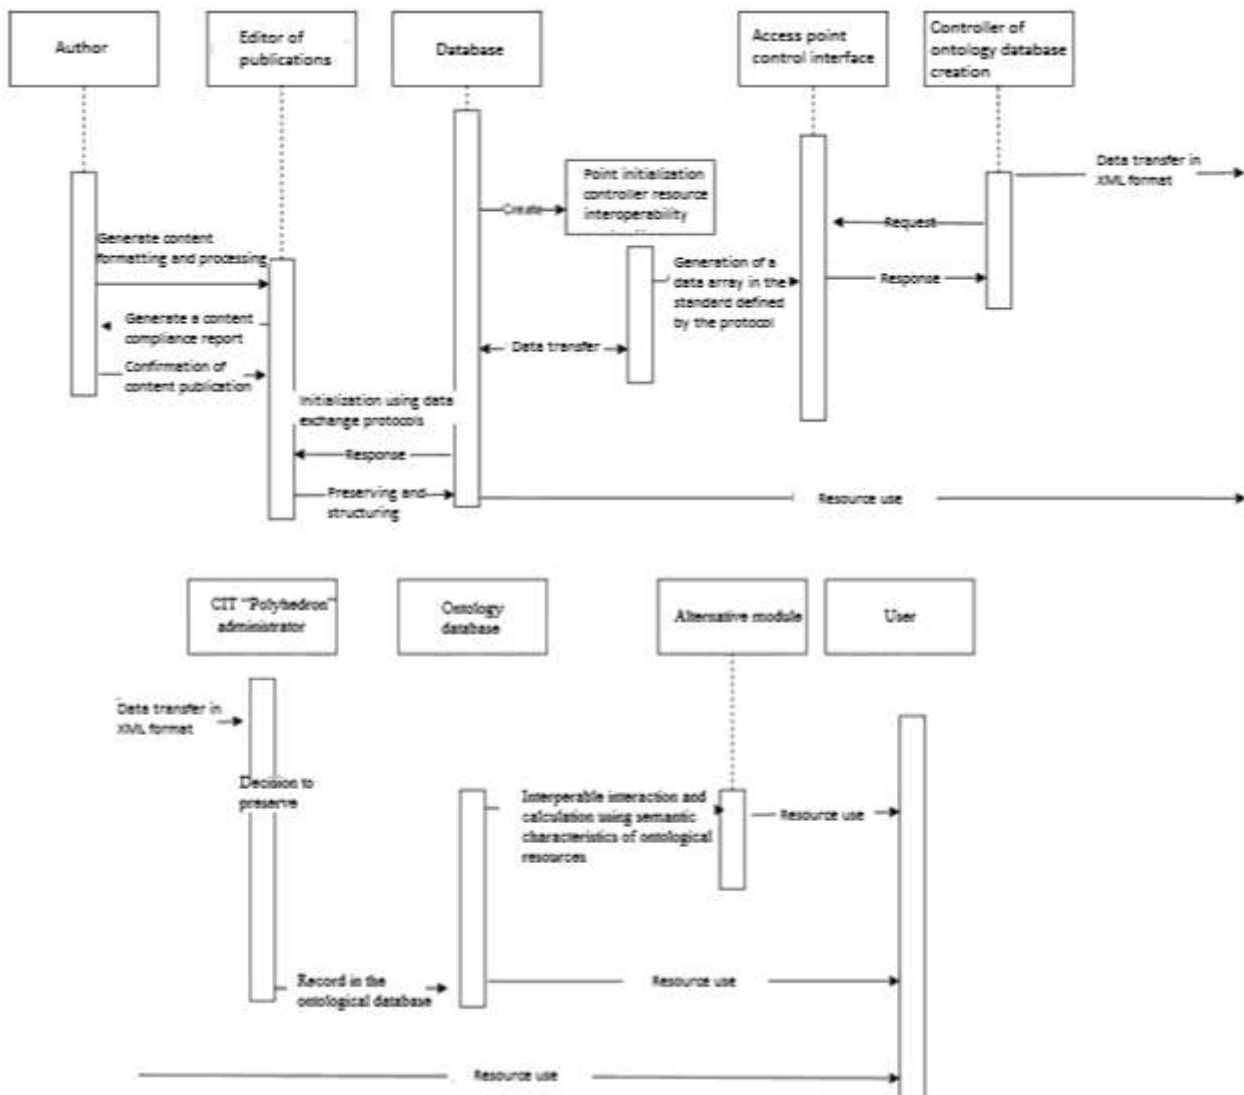 Author
Editor of
publications
Database
Access point
control interface
Controller of
ontology database
creation
Data transfer in
XML format
Point initialization
controller resource
interoperability
Create
Request
Generate content
formatting and processing
Generation of a
data array in the
standard defined
by the protocol
Response
Generate a content
compliance report
Data transfer
Confirmation of
content publication
Initialization using data
exchange protocols
Response
Preserving and
structuring
Resource use
CIT "Polyhedron"
administrator
Ontology
database
Alternative module
User
Data transfer in
XML format
Decision to
preserve
Interperable interaction and
calculation using semantic
characteristics of ontological
resources
Resource use
Record in the
ontological database
Resource use
Resource use